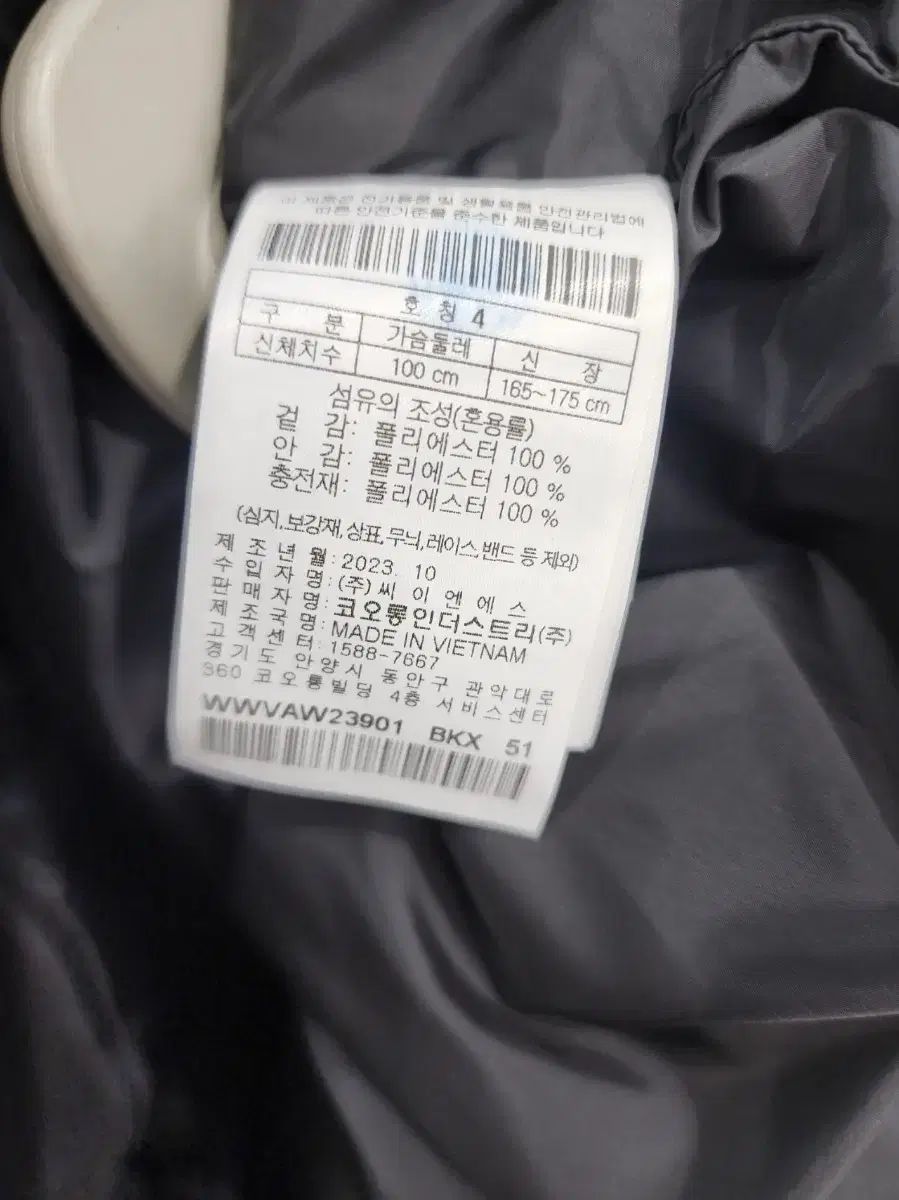 이 제품은 전기용품 및 생활용품 안전관리법에
따른 안전기준를 준수한 제품입니다
호 칭 4
구 분 가슴둘레 신 장
신체치수 100 cm 165~175 cm
섬유의 조성(혼용률)
겉 감: 폴리에스터 100 %
안 감: 폴리에스터 100 %
충전재: 폴리에스터 100 %
(심지,보강재,상표,무늬,레이스,밴드 등 제외)
제 조 년 월: 2023. 10
수 입 자 명: (주) 씨 이 엔 에 스
판 매 자 명: 코오롱인더스트리(주)
제 조 국 명: MADE IN VIETNAM
고 객 센 터: 1588-7667
경 기 도 안 양 시 동 안 구 관 악 대 로
360 코 오 롱 빌 딩 4층 서 비 스 센 터
WWVAW23901 BKX 51